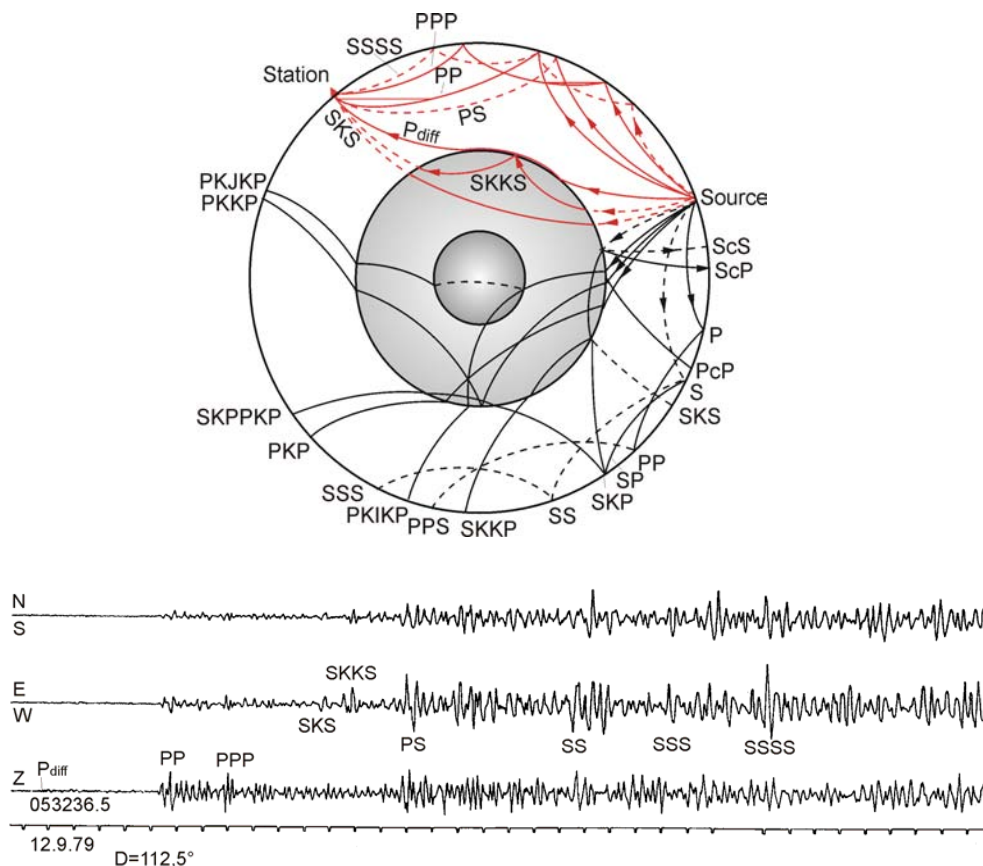 PPP
SSSS
Station
PP
PS
SKS
Pdiff
SKKS
PKJKP
PKKP
Source
ScS
ScP
P
PcP
S
SKS
SKPPKP
PKP
PP
SP
SSS
SKP
PKIKP
SS
PPS
SKKP
N
S
E
W
SKKS
SKS
PS
SS
SSS
SSSS
Z
Pdiff
PP
PPP
053236.5
12.9.79
D=112.5°